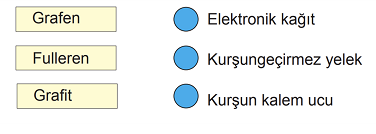 Grafen Elektronik kağıt
Fulleren Kurşungeçirmez yelek
Grafit Kurşun kalem ucu